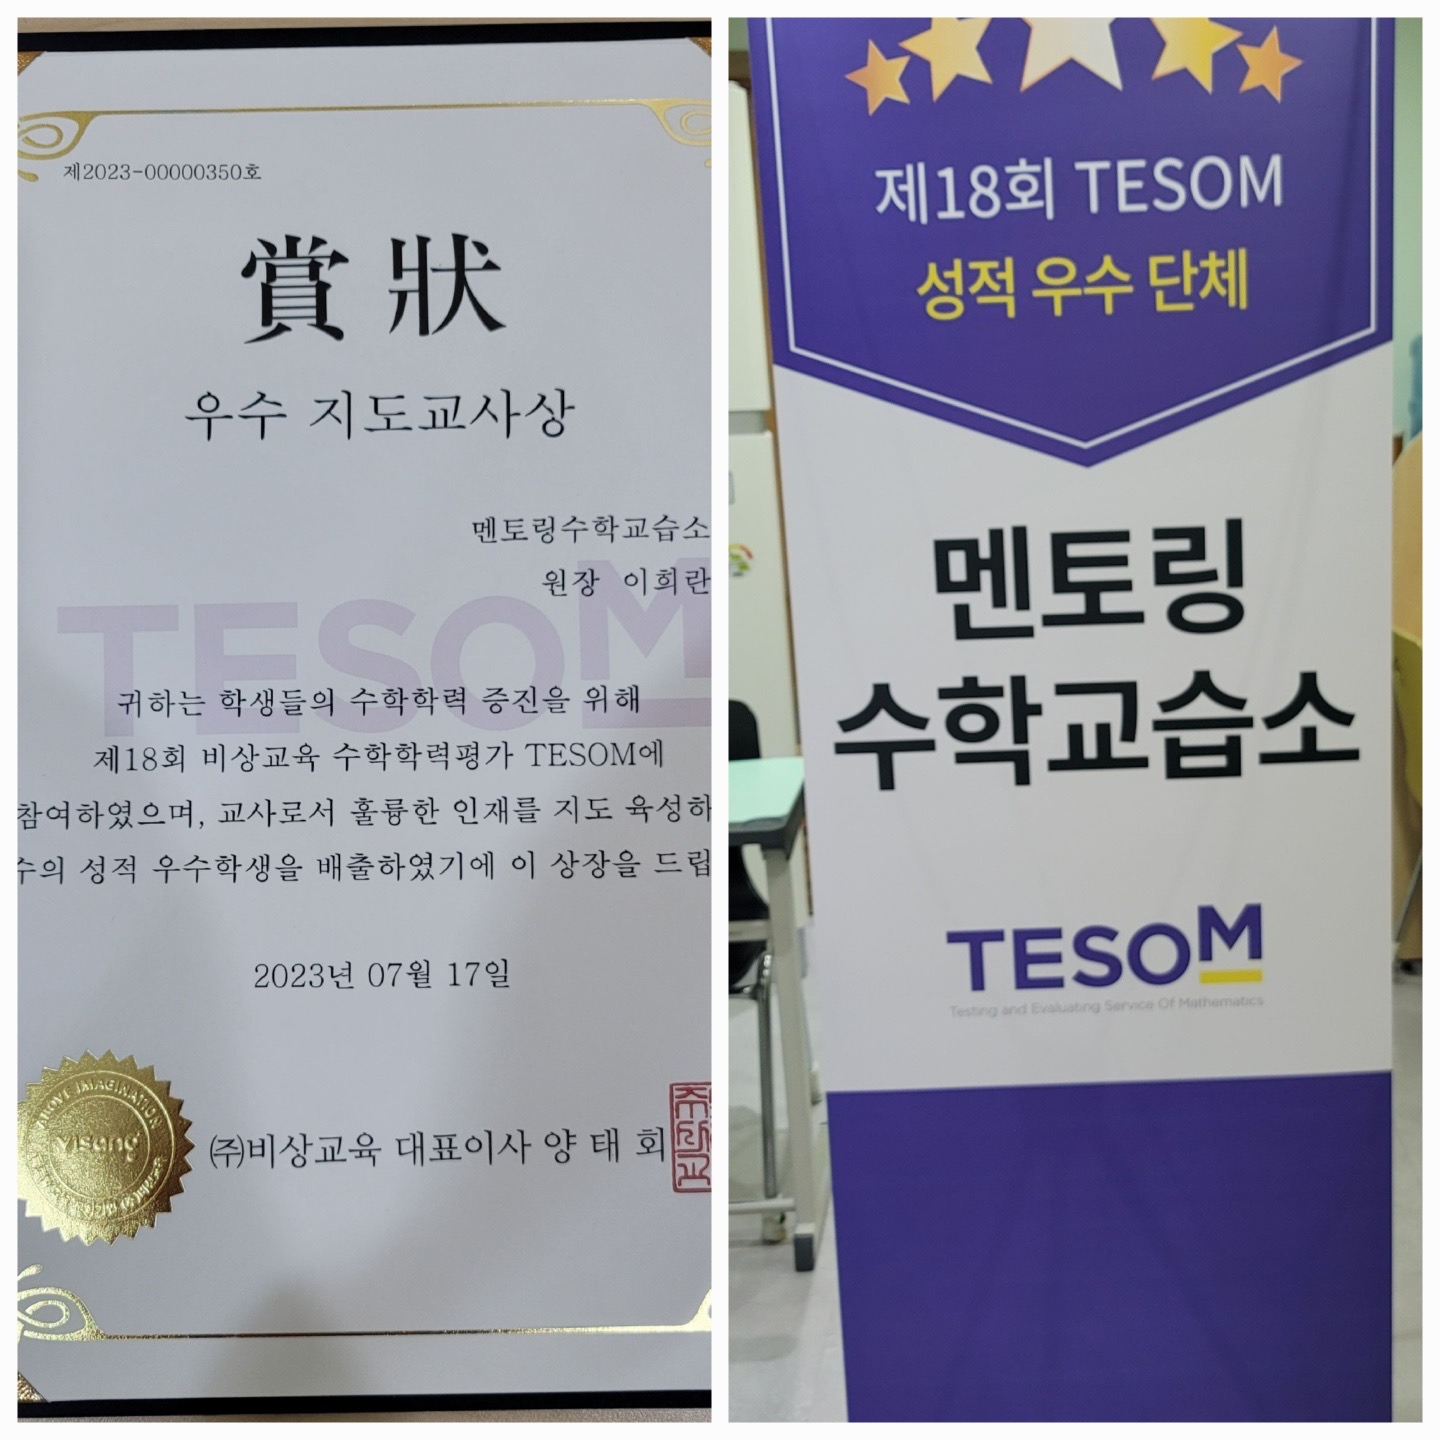 제2023-00000350호
賞狀
우수 지도교사상
멘토링수학교습소
원장 이희란
TESOM
귀하는 학생들의 수학학력 증진을 위해
제18회 비상교육 수학학력평가 TESOM에
참여하였으며, 교사로서 훌륭한 인재를 지도 육성하
수의 성적 우수학생을 배출하였기에 이 상장을 드립
2023년 07월 17일
ABOVE IMAGINATION
visang
㈜비상교육 대표이사 양 태 회
제18회 TESOM
성적 우수 단체
멘토링
수학교습소
TESOM
Testing and Evaluating Service Of Mathematics